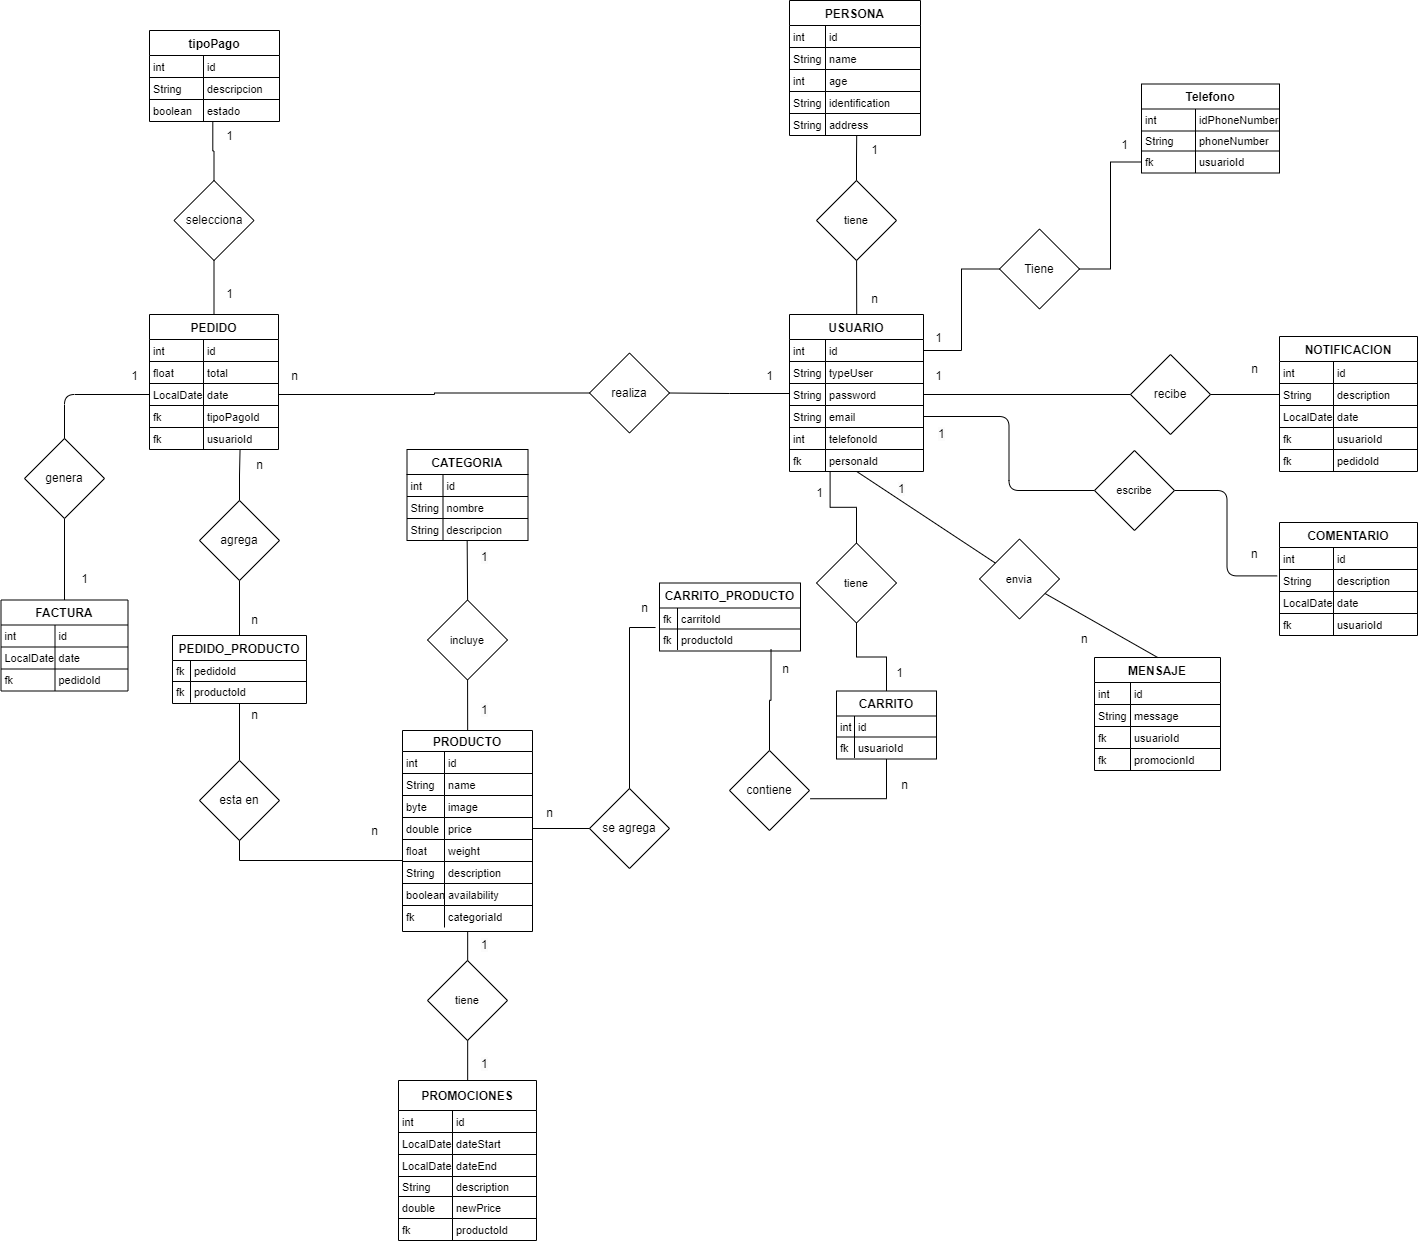 tipoPago
int id
String descripcion
boolean estado
1
selecciona
1
PERSONA
int id
String name
int age
String identification
String address
1
tiene
n
Telefono
int idPhoneNumber
String phoneNumber
fk usuarioId
1
Tiene
1
PEDIDO
int id
float total
LocalDate date
fk tipoPagoId
fk usuarioId
1
n
realiza
1
USUARIO
int id
String typeUser
String password
String email
int telefonoId
fk personaId
1
recibe
n
NOTIFICACION
int id
String description
LocalDate date
fk usuarioId
fk pedidoId
1
escribe
n
COMENTARIO
int id
String description
LocalDate date
fk usuarioId
genera
1
FACTURA
int id
LocalDate date
fk pedidoId
n
agrega
n
PEDIDO_PRODUCTO
fk pedidoId
fk productoId
n
esta en
n
CATEGORIA
int id
String nombre
String descripcion
1
incluye
1
PRODUCTO
int id
String name
byte image
double price
float weight
String description
boolean availability
fk categoriaId
n
se agrega
n
CARRITO_PRODUCTO
fk carritoId
fk productoId
n
contiene
n
1
tiene
1
CARRITO
int id
fk usuarioId
1
envia
n
MENSAJE
int id
String message
fk usuarioId
fk promocionId
1
tiene
1
PROMOCIONES
int id
LocalDate dateStart
LocalDate dateEnd
String description
double newPrice
fk productoId